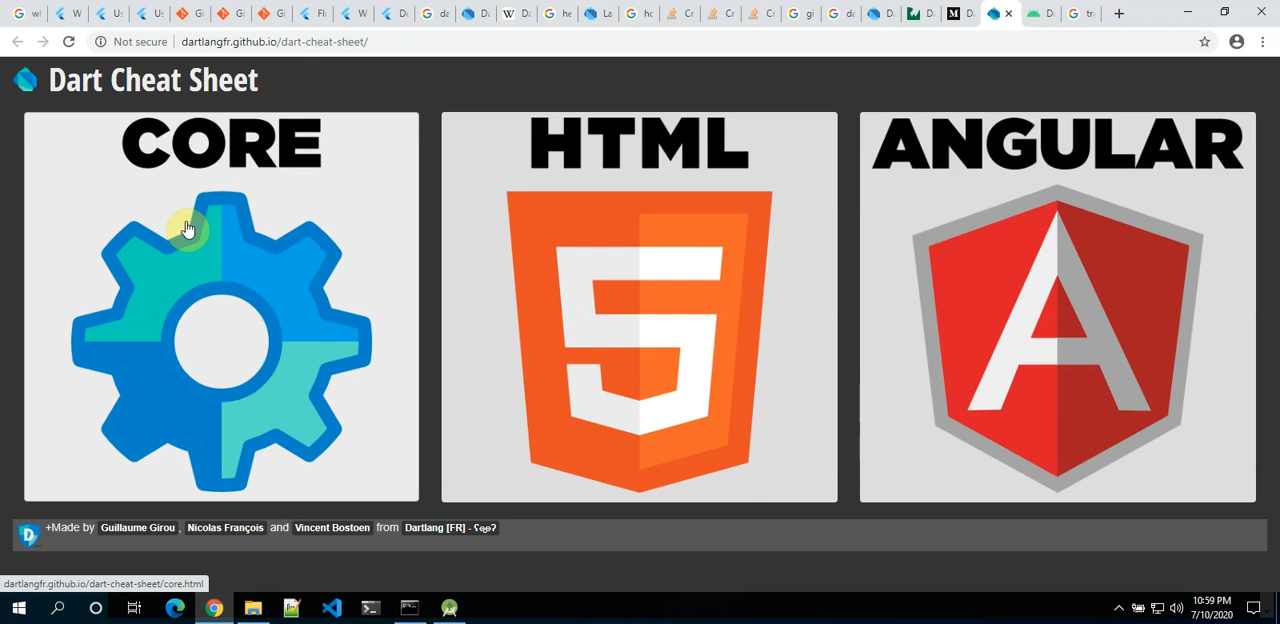 Not secure dartlangfr.github.io/dart-cheat-sheet/
Dart Cheat Sheet
CORE
HTML
ANGULAR
+Made by Guillaume Girou, Nicolas François and Vincent Bostoen from Dartlang [FR] -
dartlangfr.github.io/dart-cheat-sheet/core.html
10:59 PM
7/10/2020